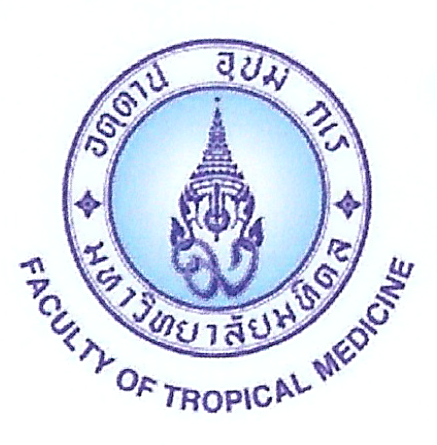 อตฺตานํ อุปมํ กเร
มหาวิทยาลัยมหิดล
FACULTY OF TROPICAL MEDICINE